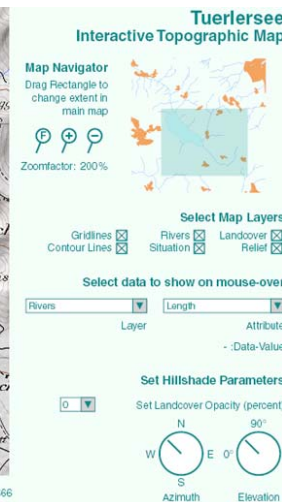 Tuerlersee
Interactive Topographic Map
Map Navigator
Drag Rectangle to
change extent in
main map
F
Zoomfactor: 200%
Select Map Layers
Gridlines Rivers Landcover
Contour Lines Situation Relief
Select data to show on mouse-over
Rivers Length
Layer Attribute
- :Data-Value
Set Hillshade Parameters
0 Set Landcover Opacity (percent)
N 90°
W E 0°
S
Azimuth Elevation
66